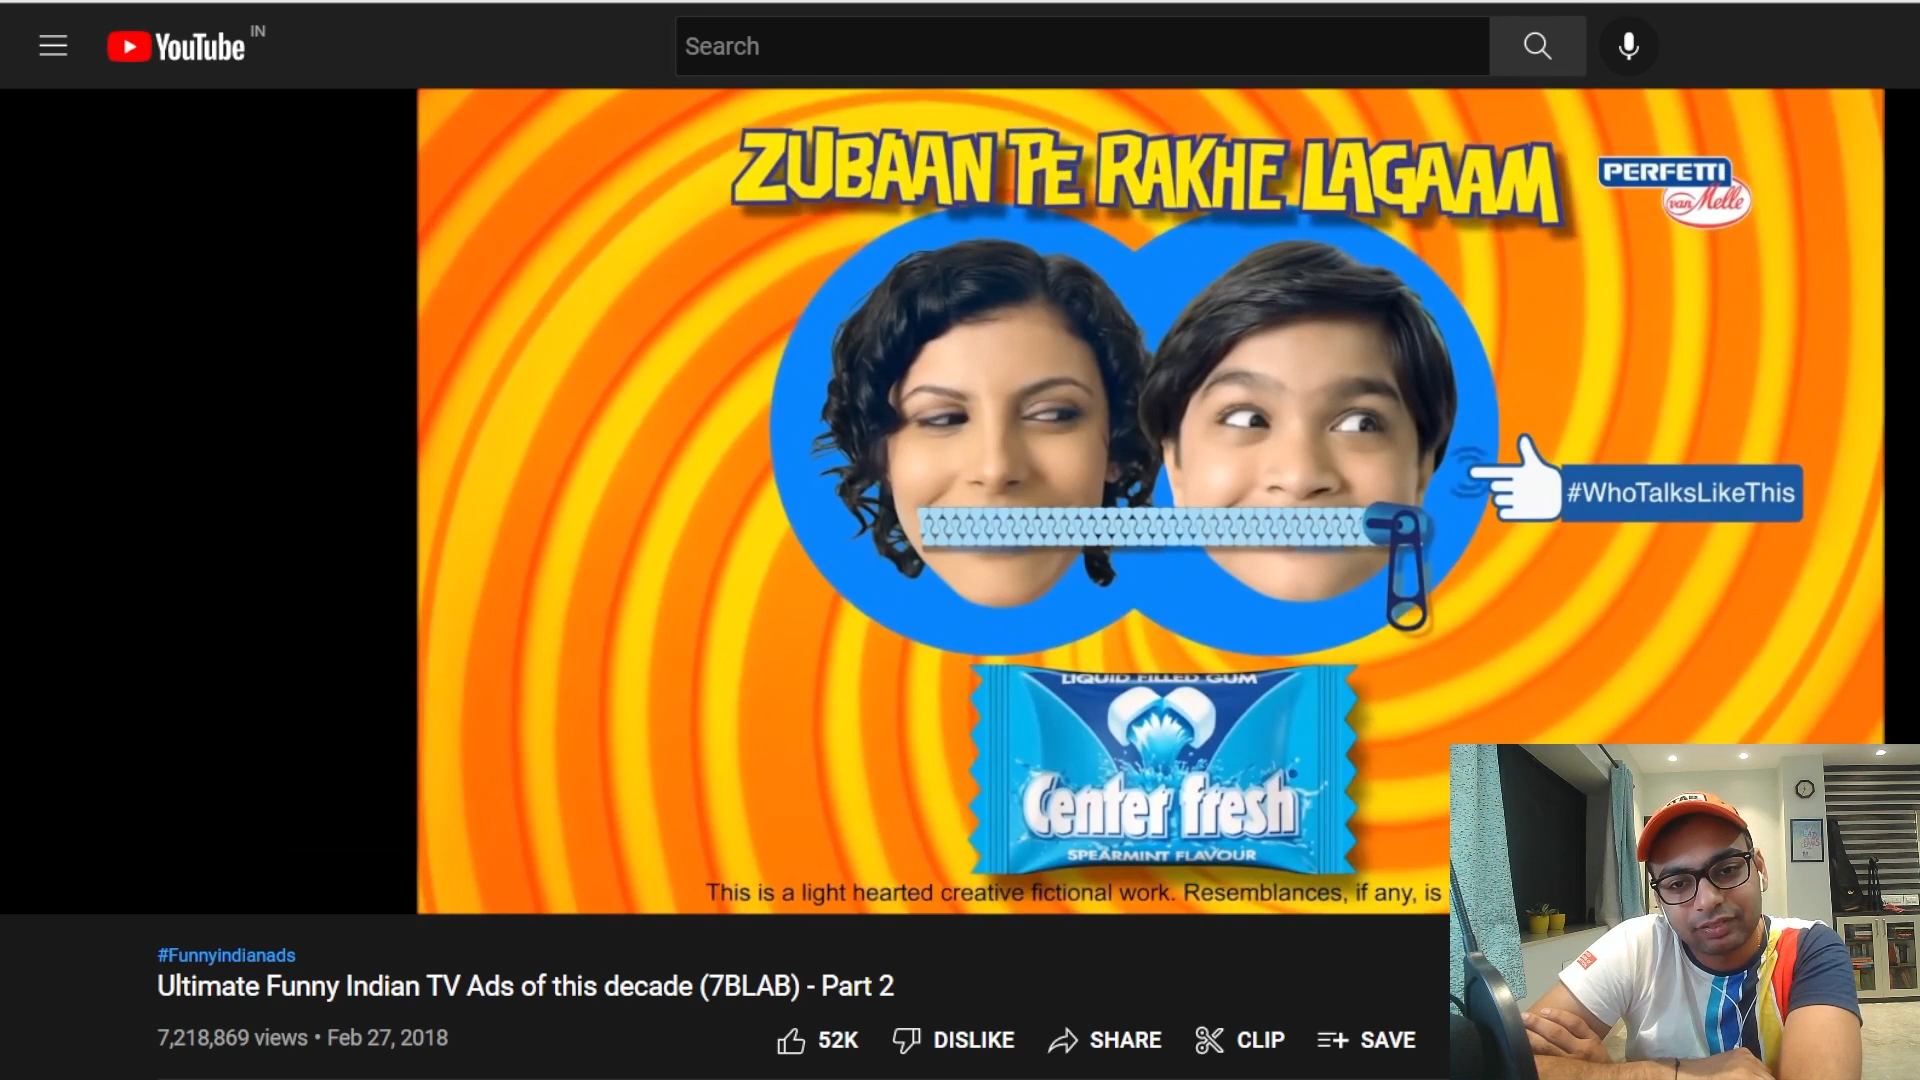 YouTube IN
Search
ZUBAAN PE RAKHE LAGAAM
PERFETTI
van Melle
#WhoTalksLikeThis
LIQUID FILLED GUM
Center fresh
SPEARMINT FLAVOUR
This is a light hearted creative fictional work. Resemblances, if any, is
#Funnyindianads
Ultimate Funny Indian TV Ads of this decade (7BLAB) - Part 2
7,218,869 views • Feb 27, 2018
52K DISLIKE SHARE CLIP SAVE